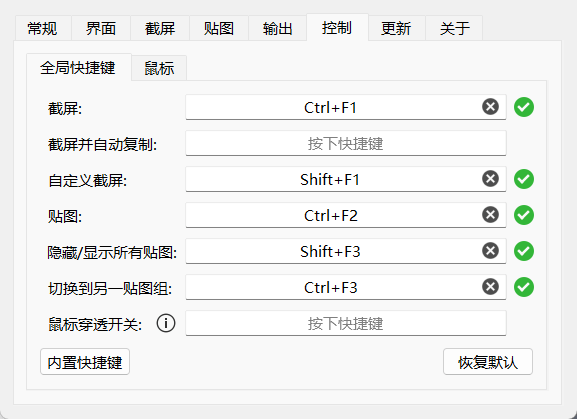 常规 界面 截屏 贴图 输出 控制 更新 关于
全局快捷键 鼠标
截屏: Ctrl+F1
截屏并自动复制: 按下快捷键
自定义截屏: Shift+F1
贴图: Ctrl+F2
隐藏/显示所有贴图: Shift+F3
切换到另一贴图组: Ctrl+F3
鼠标穿透开关: 按下快捷键
内置快捷键 恢复默认